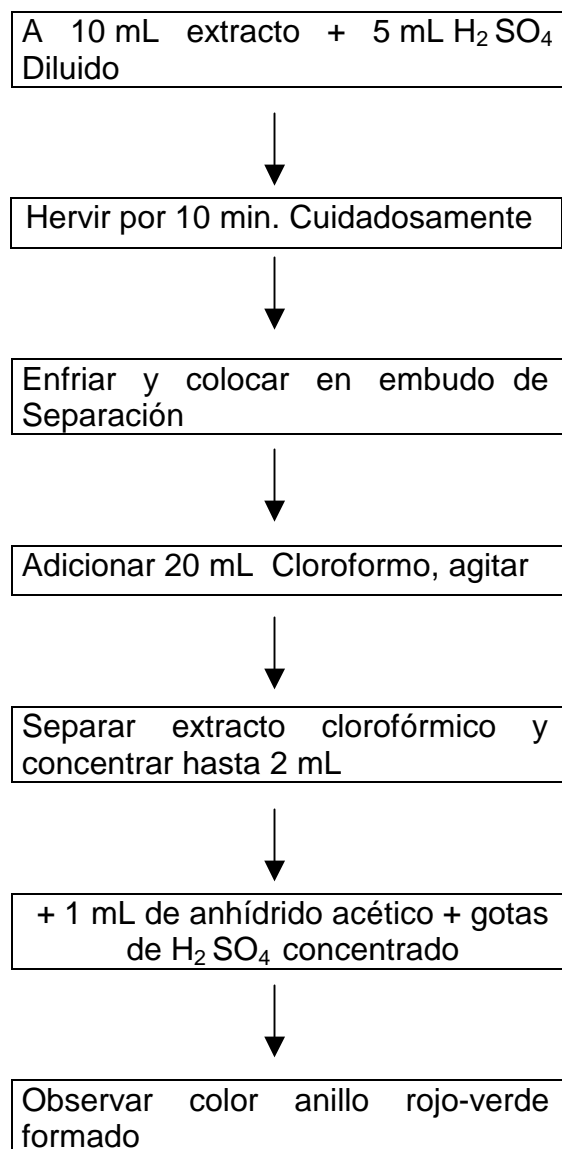 A 10 mL extracto + 5 mL H₂SO₄
Diluido
Hervir por 10 min. Cuidadosamente
Enfriar y colocar en embudo de
Separación
Adicionar 20 mL Cloroformo, agitar
Separar extracto clorofórmico y
concentrar hasta 2 mL
+ 1 mL de anhídrido acético + gotas
de H₂SO₄ concentrado
Observar color anillo rojo-verde
formado